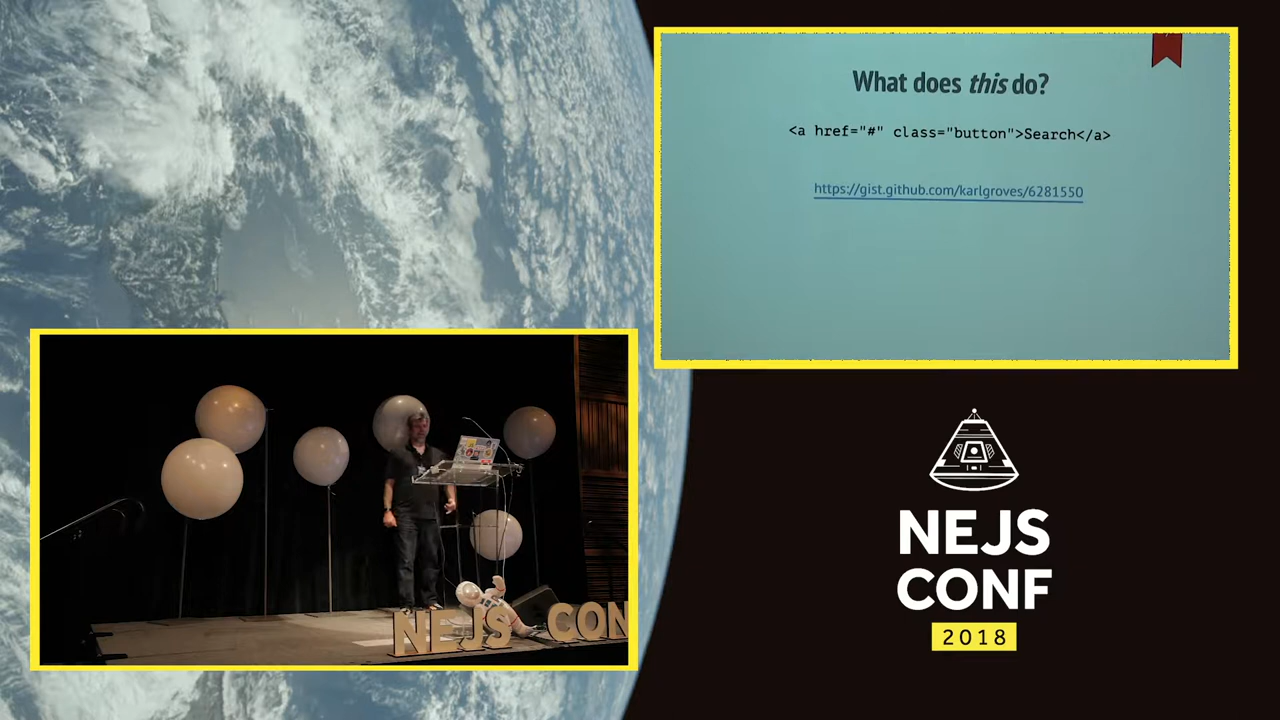 What does this do?
<a href="#" class="button">Search</a>
https://gist.github.com/karlgroves/6281550
NEJS CON
NEJS
CONF
2018